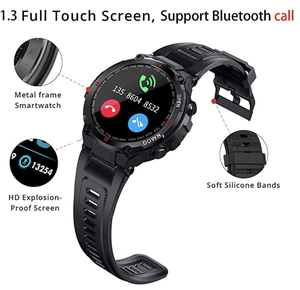 1.3 Full Touch Screen, Support Bluetooth call
Metal frame
Smartwatch
135 8604
8532
OPEN
DOWN
13254
HD Explosion-
Proof Screen
Soft Silicone Bands